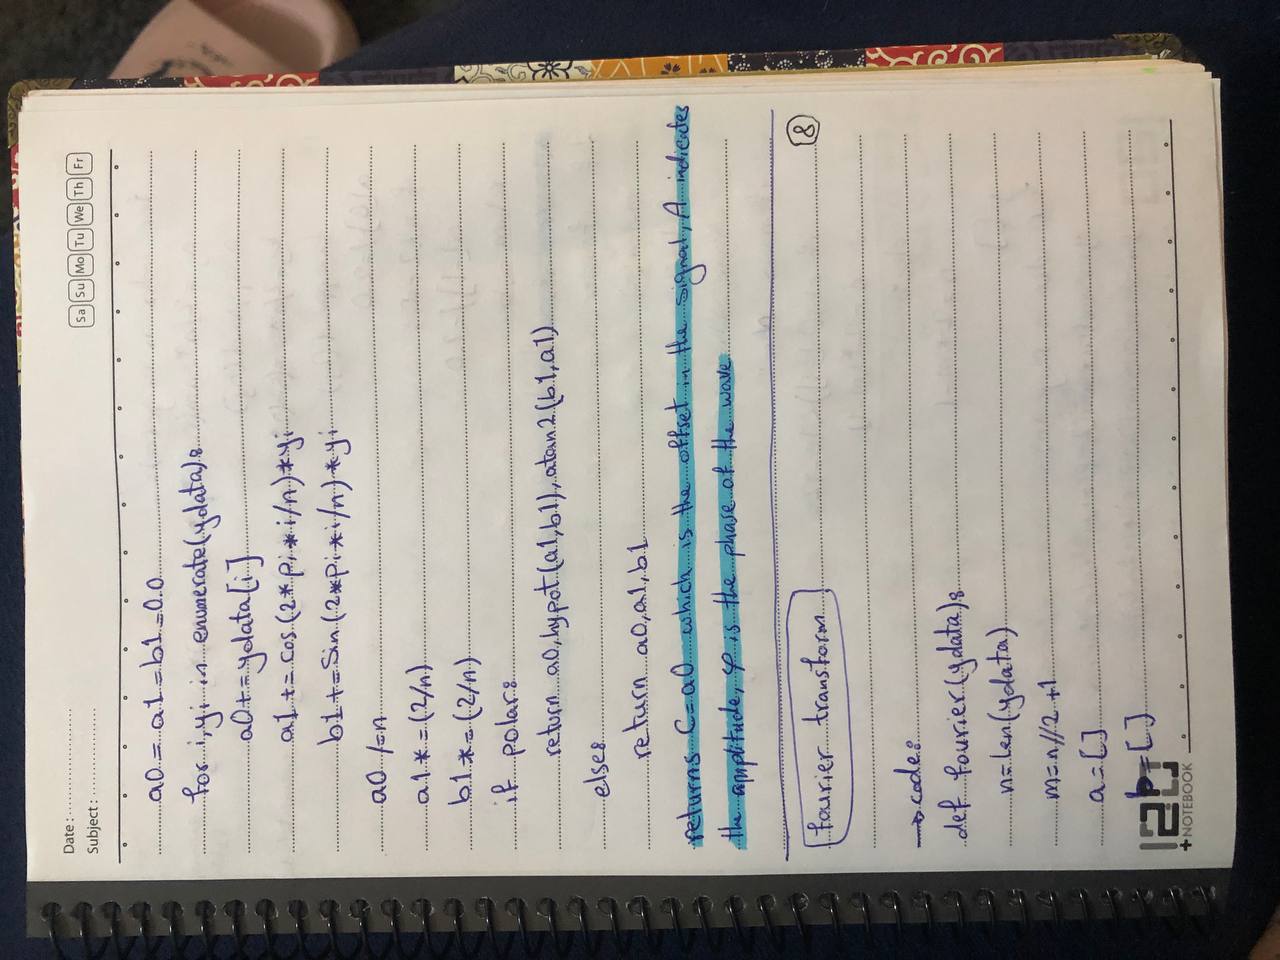 Date :
Subject :
Sa Su Mo Tu We Th Fr
a0 = a1 = b1 = 0.0
for i,yi in enumerate(ydata):
a0 += ydata[i]
a1 += cos(2*pi*i/n)*yi
b1 += sin(2*pi*i/n)*yi
a0 /= n
a1 *= (2/n)
b1 *= (2/n)
if polar:
return a0, hypot(a1,b1), atan2(b1,a1)
else:
return a0,a1,b1
returns C=a0 which is the offset in the signal, A indicates
the amplitude, φ is the phase of the wave
8
fourier transform
→ code:
def fourier(ydata):
n=len(ydata)
m=n//2 +1
a=[]
b=[]
+NOTEBOOK